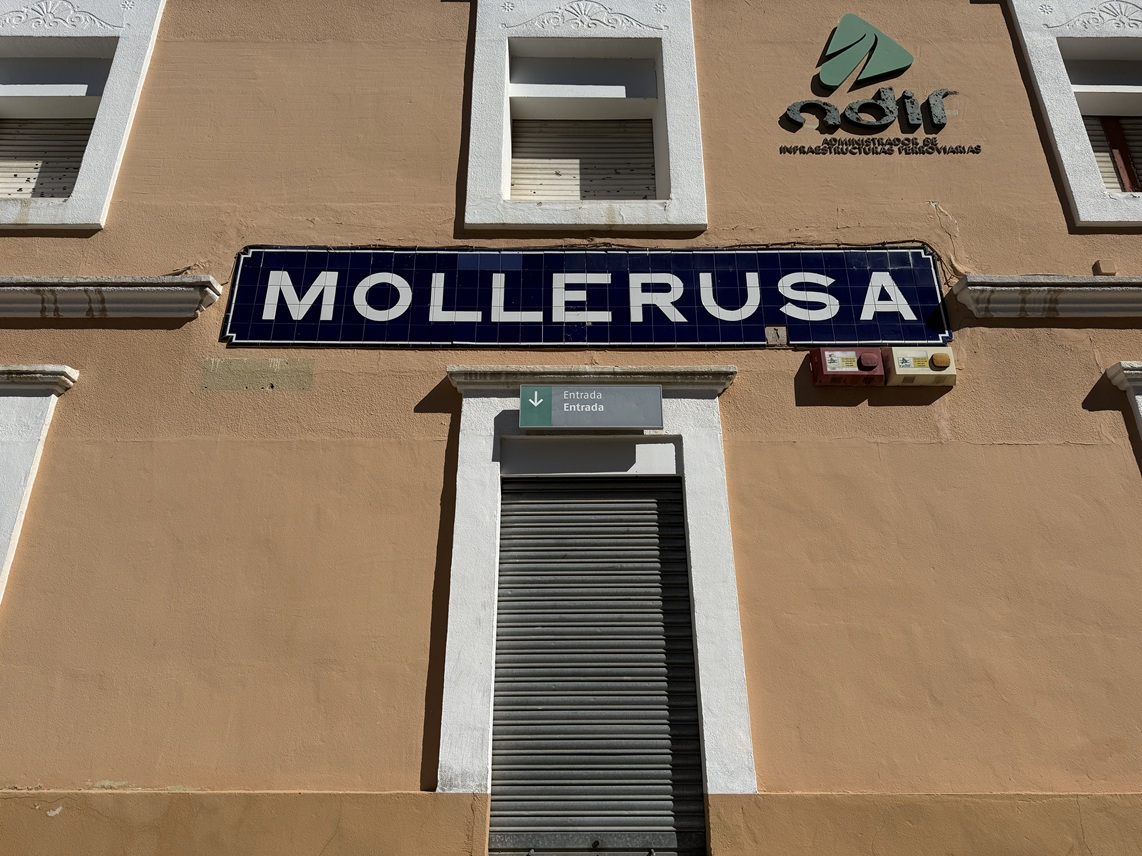 adif
ADMINISTRADOR DE
INFRAESTRUCTURAS FERROVIARIAS
MOLLERUSA
Entrada
Entrada